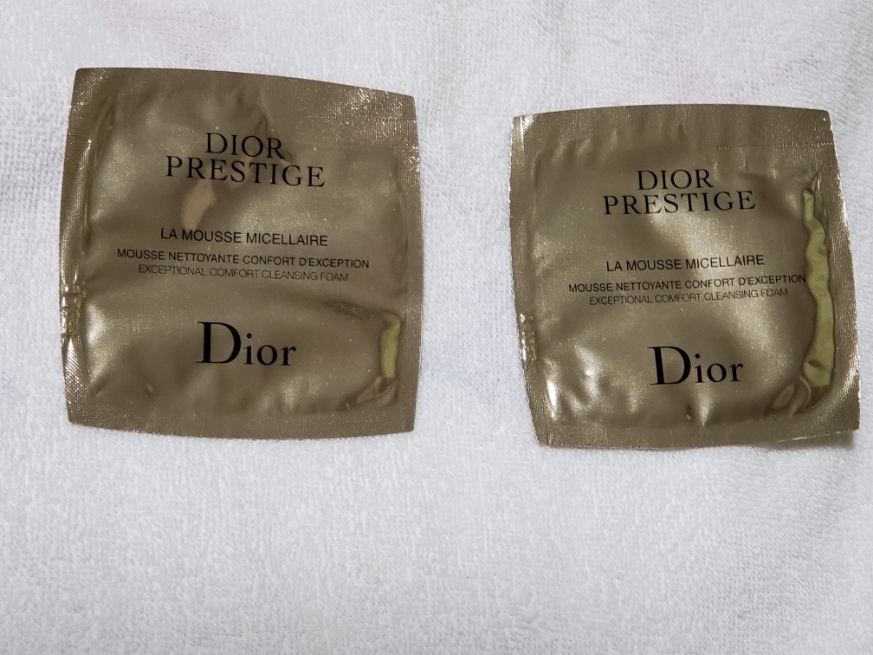 DIOR
PRESTIGE
LA MOUSSE MICELLAIRE
MOUSSE NETTOYANTE CONFORT D'EXCEPTION
EXCEPTIONAL COMFORT CLEANSING FOAM
Dior
DIOR
PRESTIGE
LA MOUSSE MICELLAIRE
MOUSSE NETTOYANTE CONFORT D'EXCEPTION
EXCEPTIONAL COMFORT CLEANSING FOAM
Dior